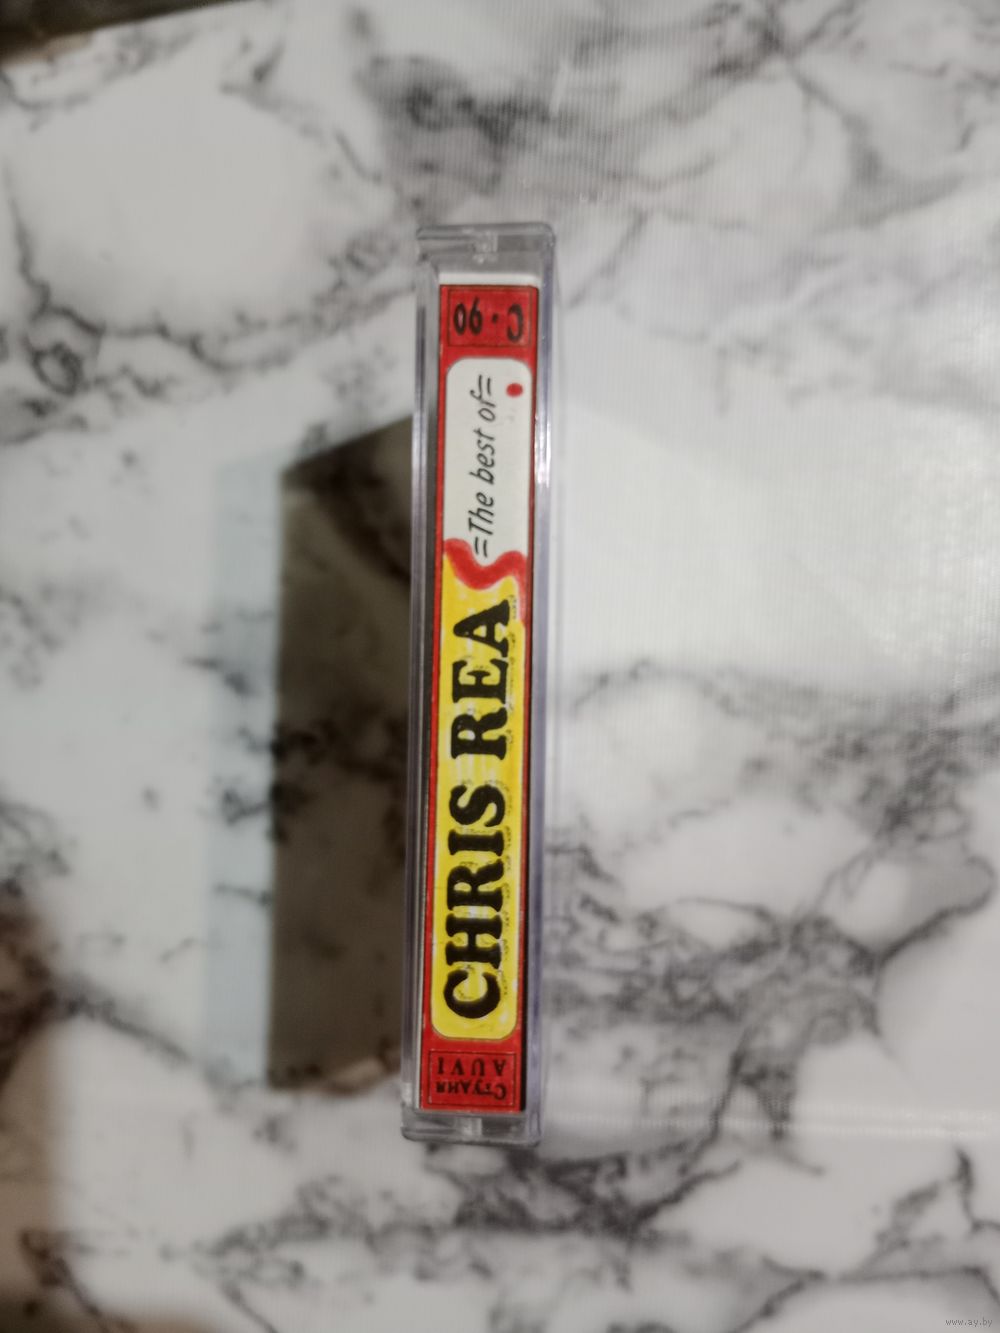 C·90
=The best of=
CHRIS REA
Студия
AUVI
www.ay.by